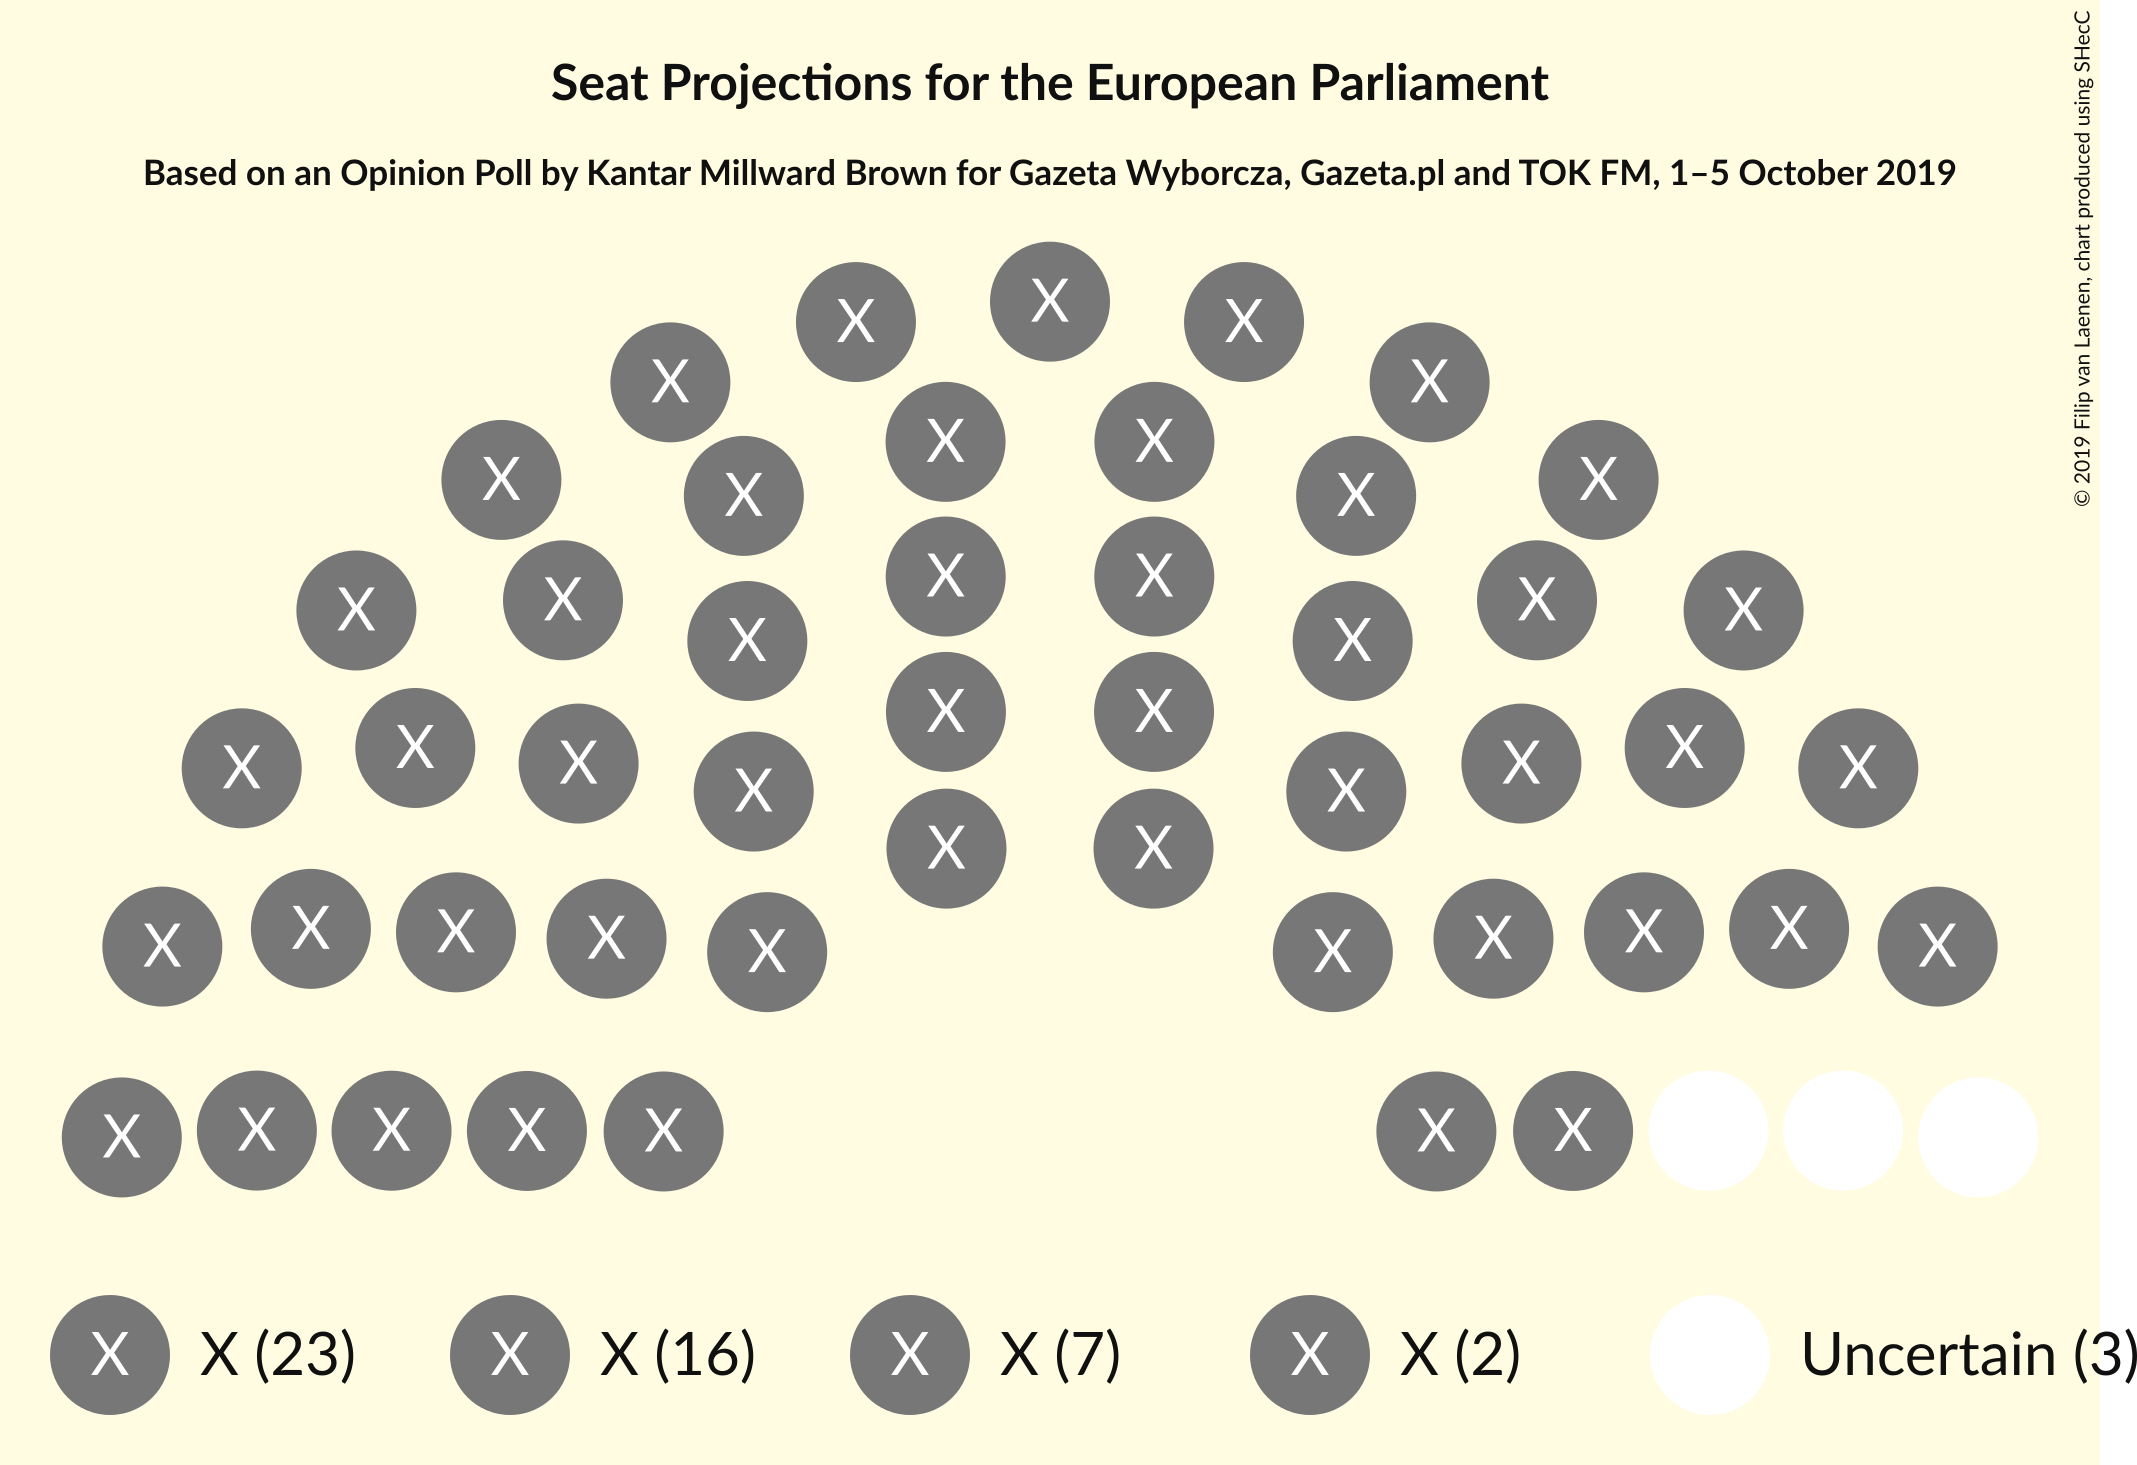 Seat Projections for the European Parliament
Based on an Opinion Poll by Kantar Millward Brown for Gazeta Wyborcza, Gazeta.pl and TOK FM, 1–5 October 2019
© 2019 Filip van Laenen, chart produced using SHecC
X
X X
X X
X X
X X
X X
X X
X X
X X
X X
X X
X X
X X
X X X X
X X X X
X X
X X
X X X X
X X X X
X X
X X X X X X X X
X X
X X X X X X X
X X (23) X X (16) X X (7) X X (2) Uncertain (3)